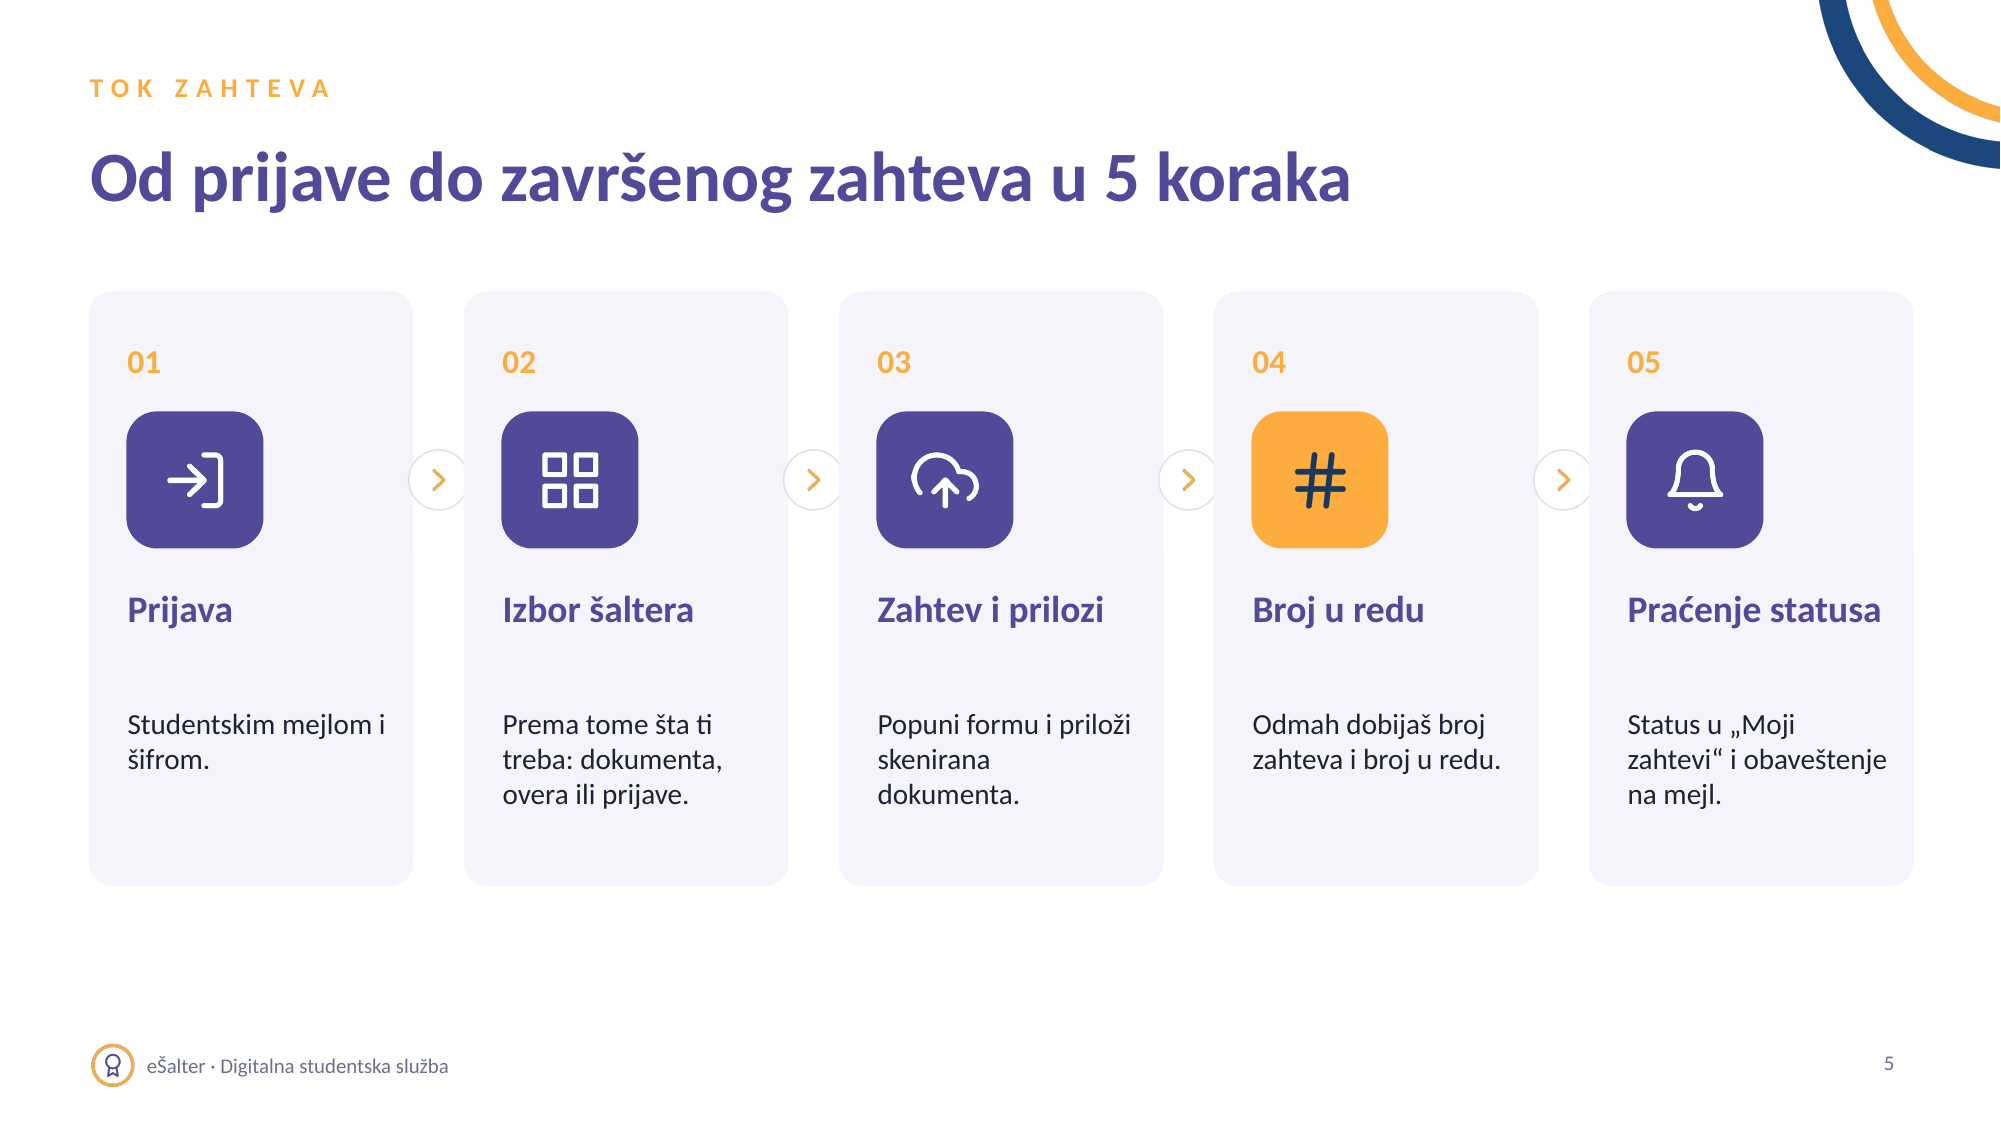 TOK ZAHTEVA
Od prijave do završenog zahteva u 5 koraka
01
Prijava
Studentskim mejlom i
šifrom.
02
Izbor šaltera
Prema tome šta ti
treba: dokumenta,
overa ili prijave.
03
Zahtev i prilozi
Popuni formu i priloži
skenirana
dokumenta.
04
#
Broj u redu
Odmah dobijaš broj
zahteva i broj u redu.
05
Praćenje statusa
Status u „Moji
zahtevi“ i obaveštenje
na mejl.
eŠalter · Digitalna studentska služba
5